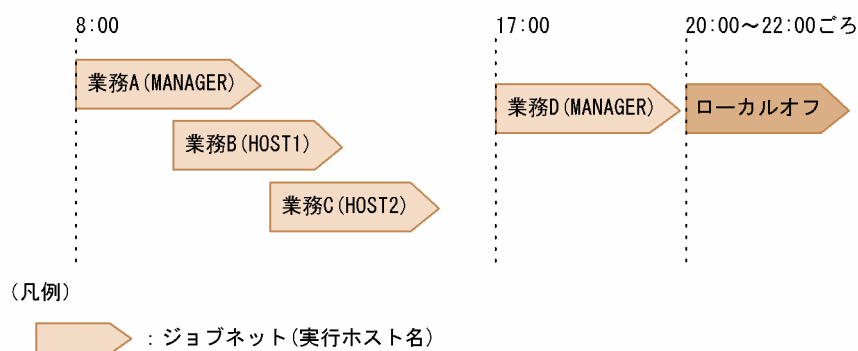 8:00
17:00
20:00～22:00ごろ
業務A(MANAGER)
業務D(MANAGER)
ローカルオフ
業務B(HOST1)
業務C(HOST2)
(凡例)
：ジョブネット(実行ホスト名)